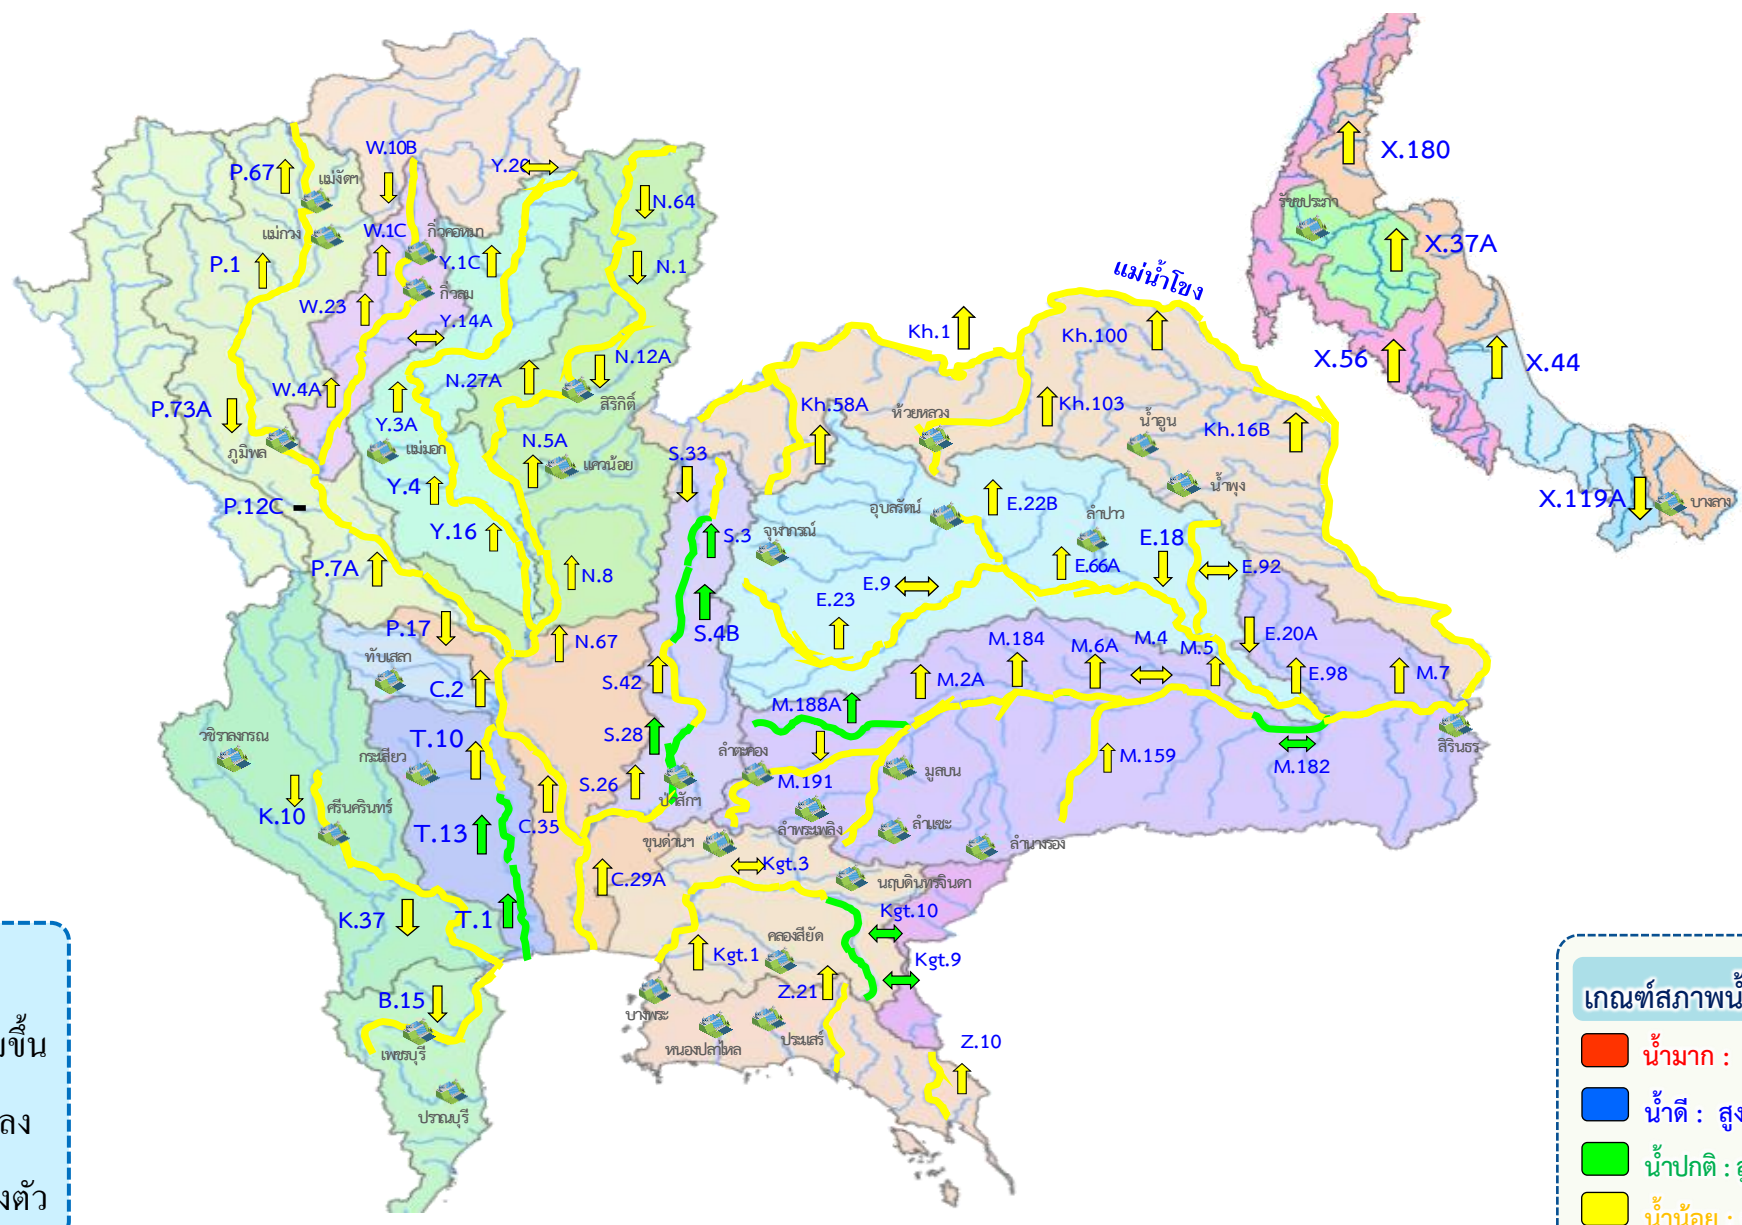 W.10B
Y.20
P.67
แม่งัดฯ
N.64
W.1C
กิ่วคอหมา
แม่กวง
P.1
Y.1C
N.1
กิ่วลม
W.23
Y.14A
N.12A
N.27A
W.4A
สิริกิติ์
P.73A
Y.3A
ภูมิพล
แม่มอก
N.5A
แควน้อย
S.33
Y.4
P.12C
Y.16
S.3
P.7A
N.8
S.4B
P.17
N.67
ทับเสลา
C.2
S.42
S.28
T.10
วชิราลงกรณ
กระเสียว
S.26
ป่าสักฯ
K.10
ศรีนครินทร์
T.13
C.35
ขุนด่านฯ
C.29A
K.37
T.1
B.15
เพชรบุรี
ปราณบุรี
แม่น้ำโขง
Kh.1
Kh.100
Kh.58A
ห้วยหลวง
Kh.103
น้ำอูน
Kh.16B
น้ำพุง
อุบลรัตน์
E.22B
ลำปาว
E.18
จุฬาภรณ์
E.9
E.66A
E.92
E.23
M.184
M.6A
M.4
M.5
E.20A
M.2A
E.98
M.7
M.188A
ลำตะคอง
M.191
มูลบน
M.159
M.182
สิรินธร
ลำพระเพลิง
ลำแซะ
ลำนางรอง
Kgt.3
นฤบดินทรจินดา
Kgt.10
คลองสียัด
Kgt.1
Kgt.9
Z.21
บางพระ
หนองปลาไหล
ประแสร์
Z.10
X.180
รัชชประภา
X.37A
X.56
X.44
X.119A
บางลาง
ลง
เกณฑ์สภาพน้ำ
น้ำมาก :
น้ำดี : สูง
น้ำปกติ :
น้ำน้อย :